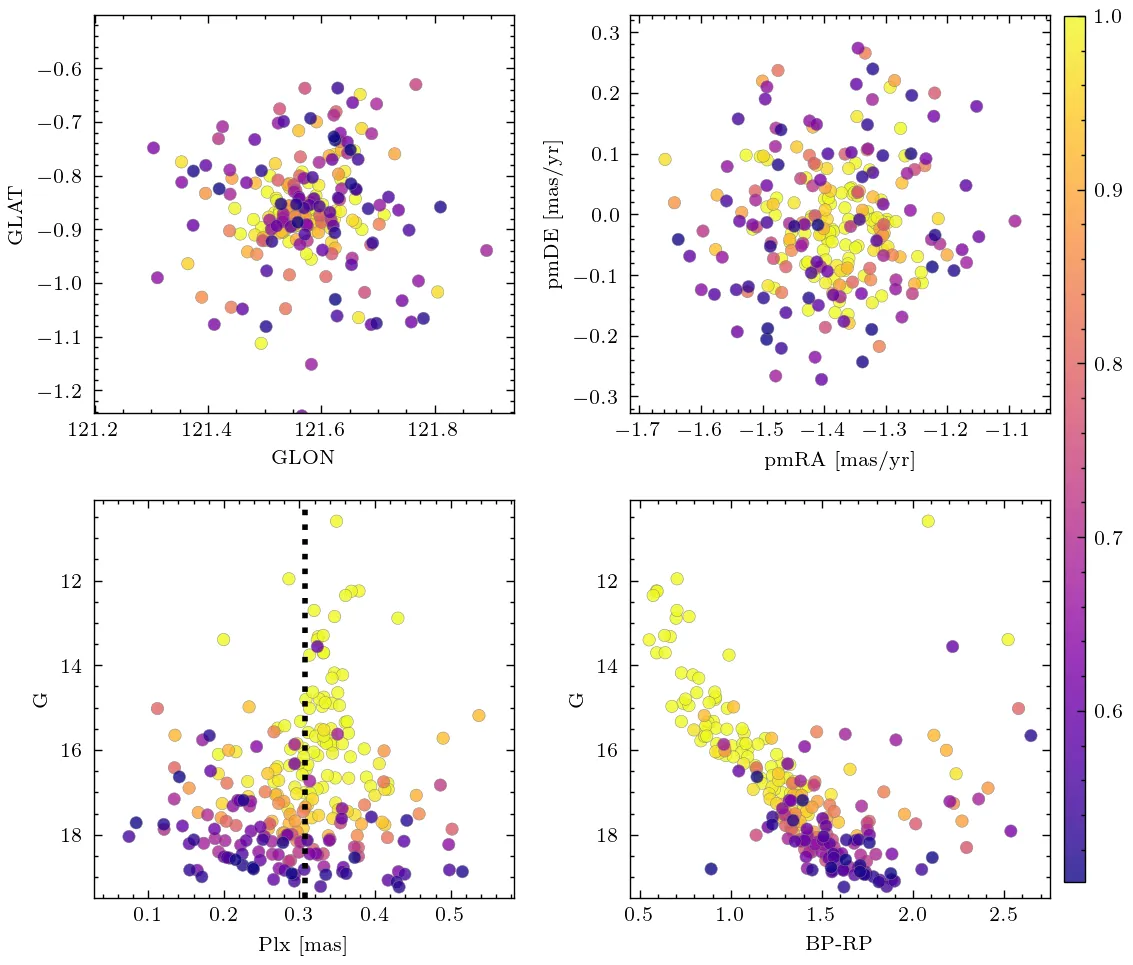 −0.6
−0.7
−0.8
−0.9
−1.0
−1.1
−1.2
GLAT
121.2 121.4 121.6 121.8
GLON
0.3
0.2
0.1
0.0
−0.1
−0.2
−0.3
pmDE [mas/yr]
−1.7 −1.6 −1.5 −1.4 −1.3 −1.2 −1.1
pmRA [mas/yr]
1.0
0.9
0.8
0.7
0.6
12
14
16
18
G
0.1 0.2 0.3 0.4 0.5
Plx [mas]
12
14
16
18
G
0.5 1.0 1.5 2.0 2.5
BP-RP